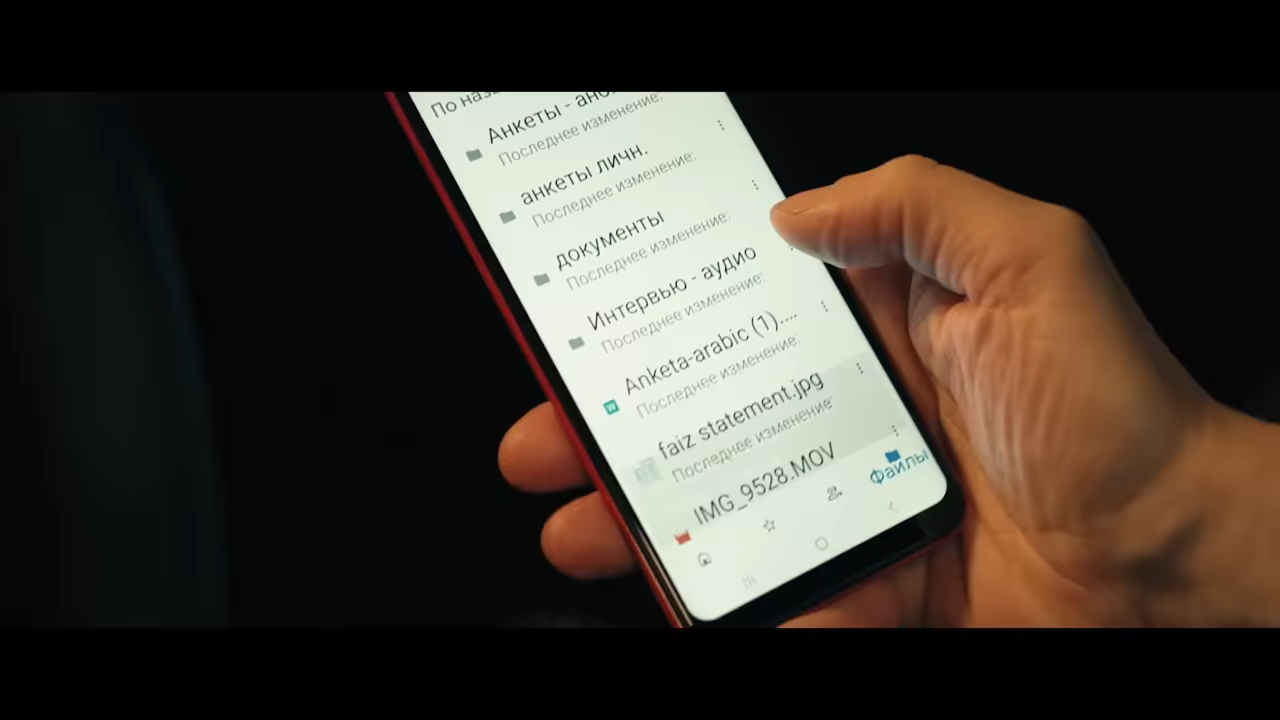 По наз
Анкеты - ано
Последнее изменение:
анкеты личн.
Последнее изменение:
документы
Последнее изменение:
Интервью - аудио
Последнее изменение:
Anketa-arabic (1)....
Последнее изменение:
faiz statement.jpg
Последнее изменение:
IMG_9528.MOV
Файлы